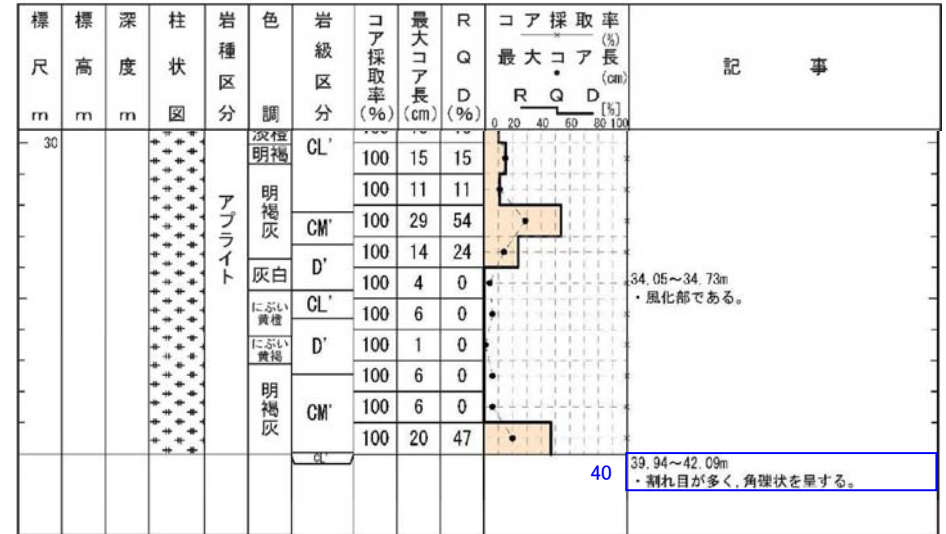 標尺m 標高m 深度m 柱状図 岩種区分 色調 岩級区分 コア採取率(%) 最大コア長(cm) RQD(%) コア採取率(%) 最大コア長(cm) RQD[%] 記事
0 20 40 60 80 100
30
淡橙
明褐 CL' 100 15 15
100 11 11
アプライト 明褐灰 CM' 100 29 54
100 14 24
灰白 D' 100 4 0 34.05～34.73m
・風化部である。
にぶい黄橙 CL' 100 6 0
にぶい黄褐 D' 100 1 0
100 6 0
明褐灰 CM' 100 6 0
100 20 47
CL' 40 39.94～42.09m
・割れ目が多く，角礫状を呈する。